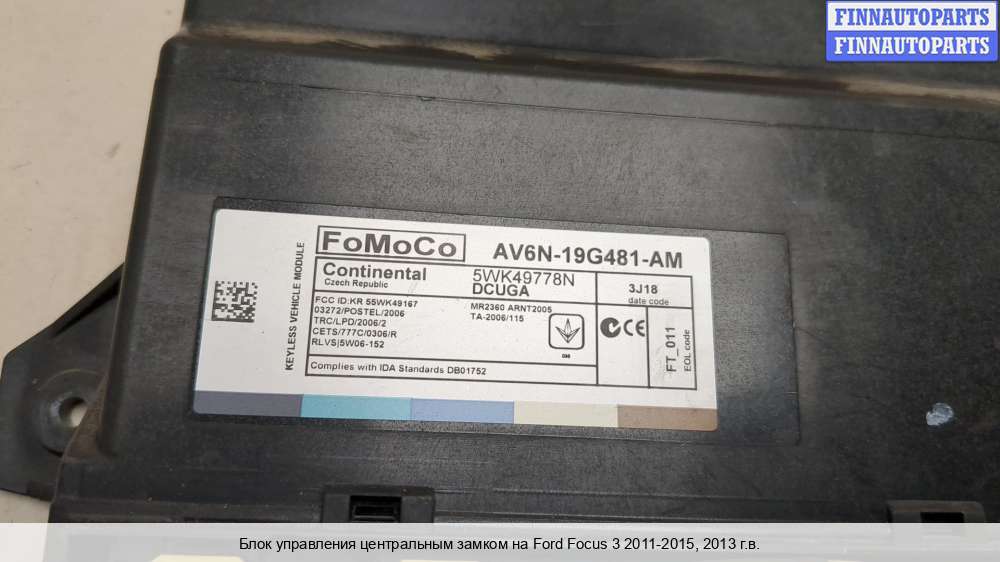 FINNAUTOPARTS
FINNAUTOPARTS
KEYLESS VEHICLE MODULE
FoMoCo
AV6N-19G481-AM
Continental
Czech Republic
5WK49778N
DCUGA
3J18
date code
FCC ID:KR 55WK49167
03272/POSTEL/2006
TRC/LPD/2006/2
CETS/777C/0306/R
RLVS|5W06-152
MR2360 ARNT2005
TA-2006/115
CE
FT_011
EOL code
Complies with IDA Standards DB01752
Блок управления центральным замком на Ford Focus 3 2011-2015, 2013 г.в.